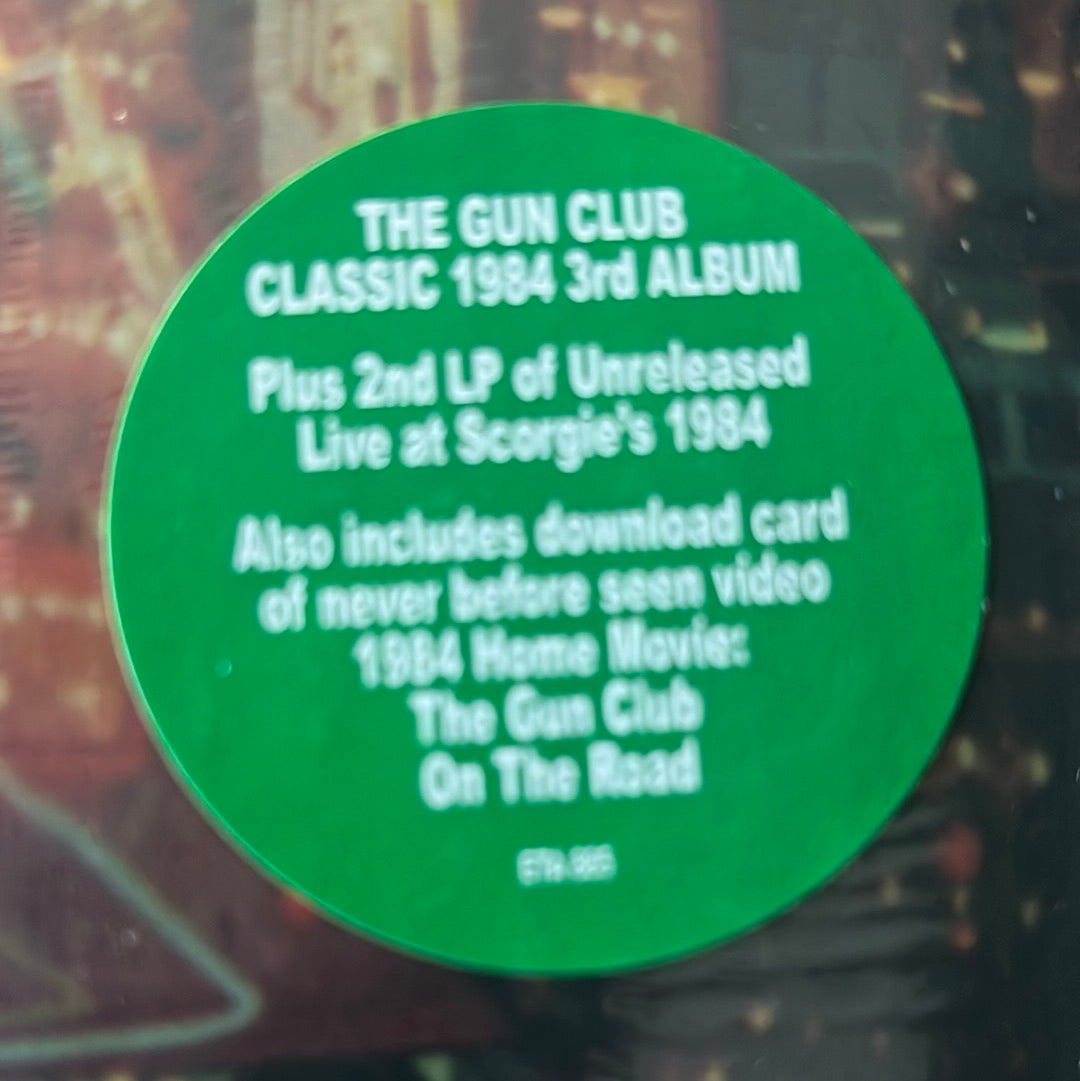 THE GUN CLUB
CLASSIC 1984 3rd ALBUM
Plus 2nd LP of Unreleased
Live at Scorgie's 1984
Also includes download card
of never before seen video
1984 Home Movie:
The Gun Club
On The Road